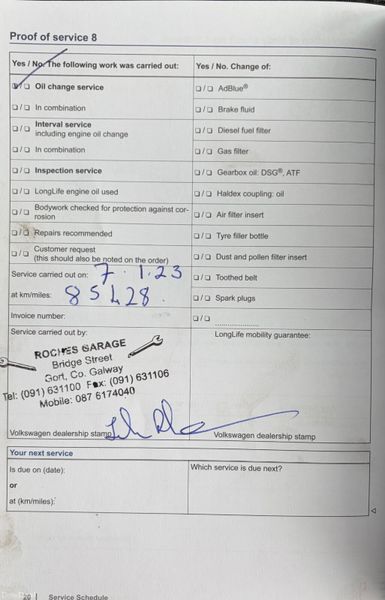 Proof of service 8
Yes / No. The following work was carried out:
Yes / No. Change of:
Oil change service
AdBlue®
In combination
Brake fluid
Interval service
including engine oil change
Diesel fuel filter
In combination
Gas filter
Inspection service
Gearbox oil: DSG®, ATF
LongLife engine oil used
Haldex coupling: oil
Bodywork checked for protection against cor-
rosion
Air filter insert
Repairs recommended
Tyre filler bottle
Customer request
(this should also be noted on the order)
Dust and pollen filter insert
Service carried out on: 7.1.23
Toothed belt
at km/miles: 85428
Spark plugs
Invoice number:
Service carried out by:
LongLife mobility guarantee:
ROCHES GARAGE
Bridge Street
Gort, Co. Galway
Tel: (091) 631100 Fax: (091) 631106
Mobile: 087 6174040
Volkswagen dealership stamp
Volkswagen dealership stamp
Your next service
Is due on (date):
Which service is due next?
or
at (km/miles):
20 | Service Schedule